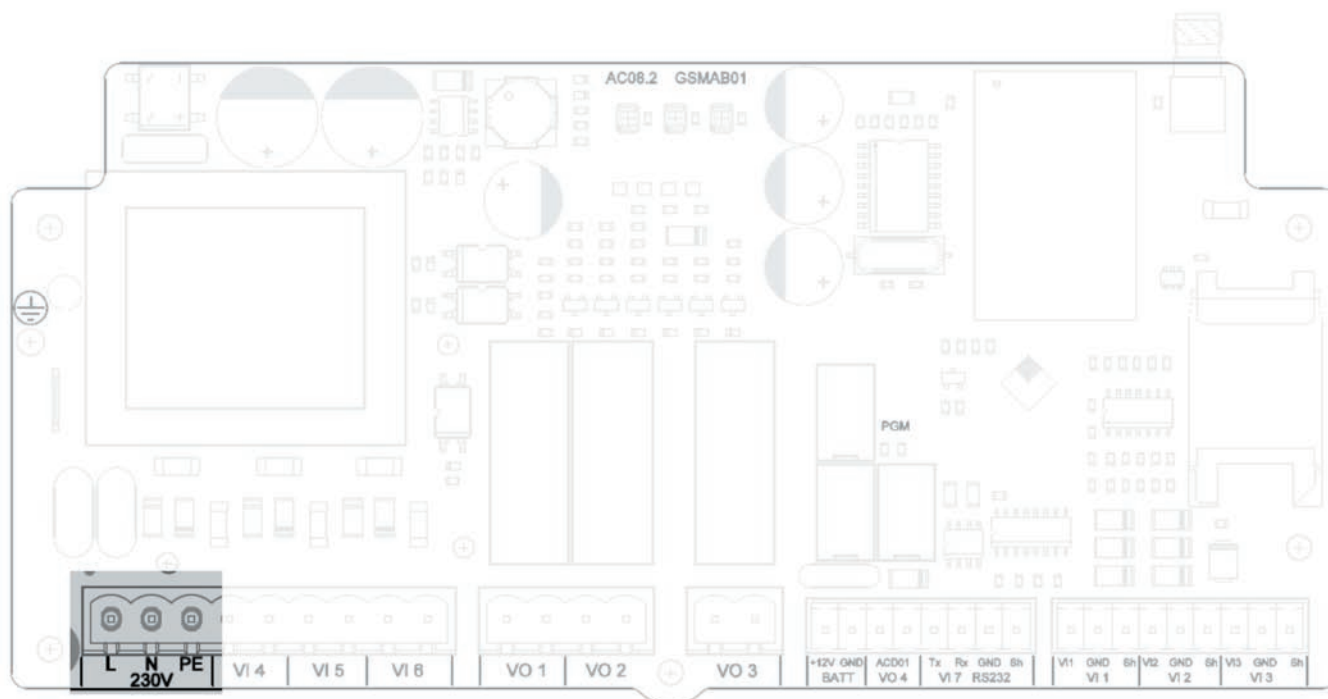 AC08.2 GSMAB01
PGM
L N PE
230V VI 4 VI 5 VI 6 VO 1 VO 2 VO 3
+12V GND ACD01 Tx Rx GND Sh VI1 GND Sh VI2 GND Sh VI3 GND Sh
BATT VO 4 VI 7 RS232 VI 1 VI 2 VI 3